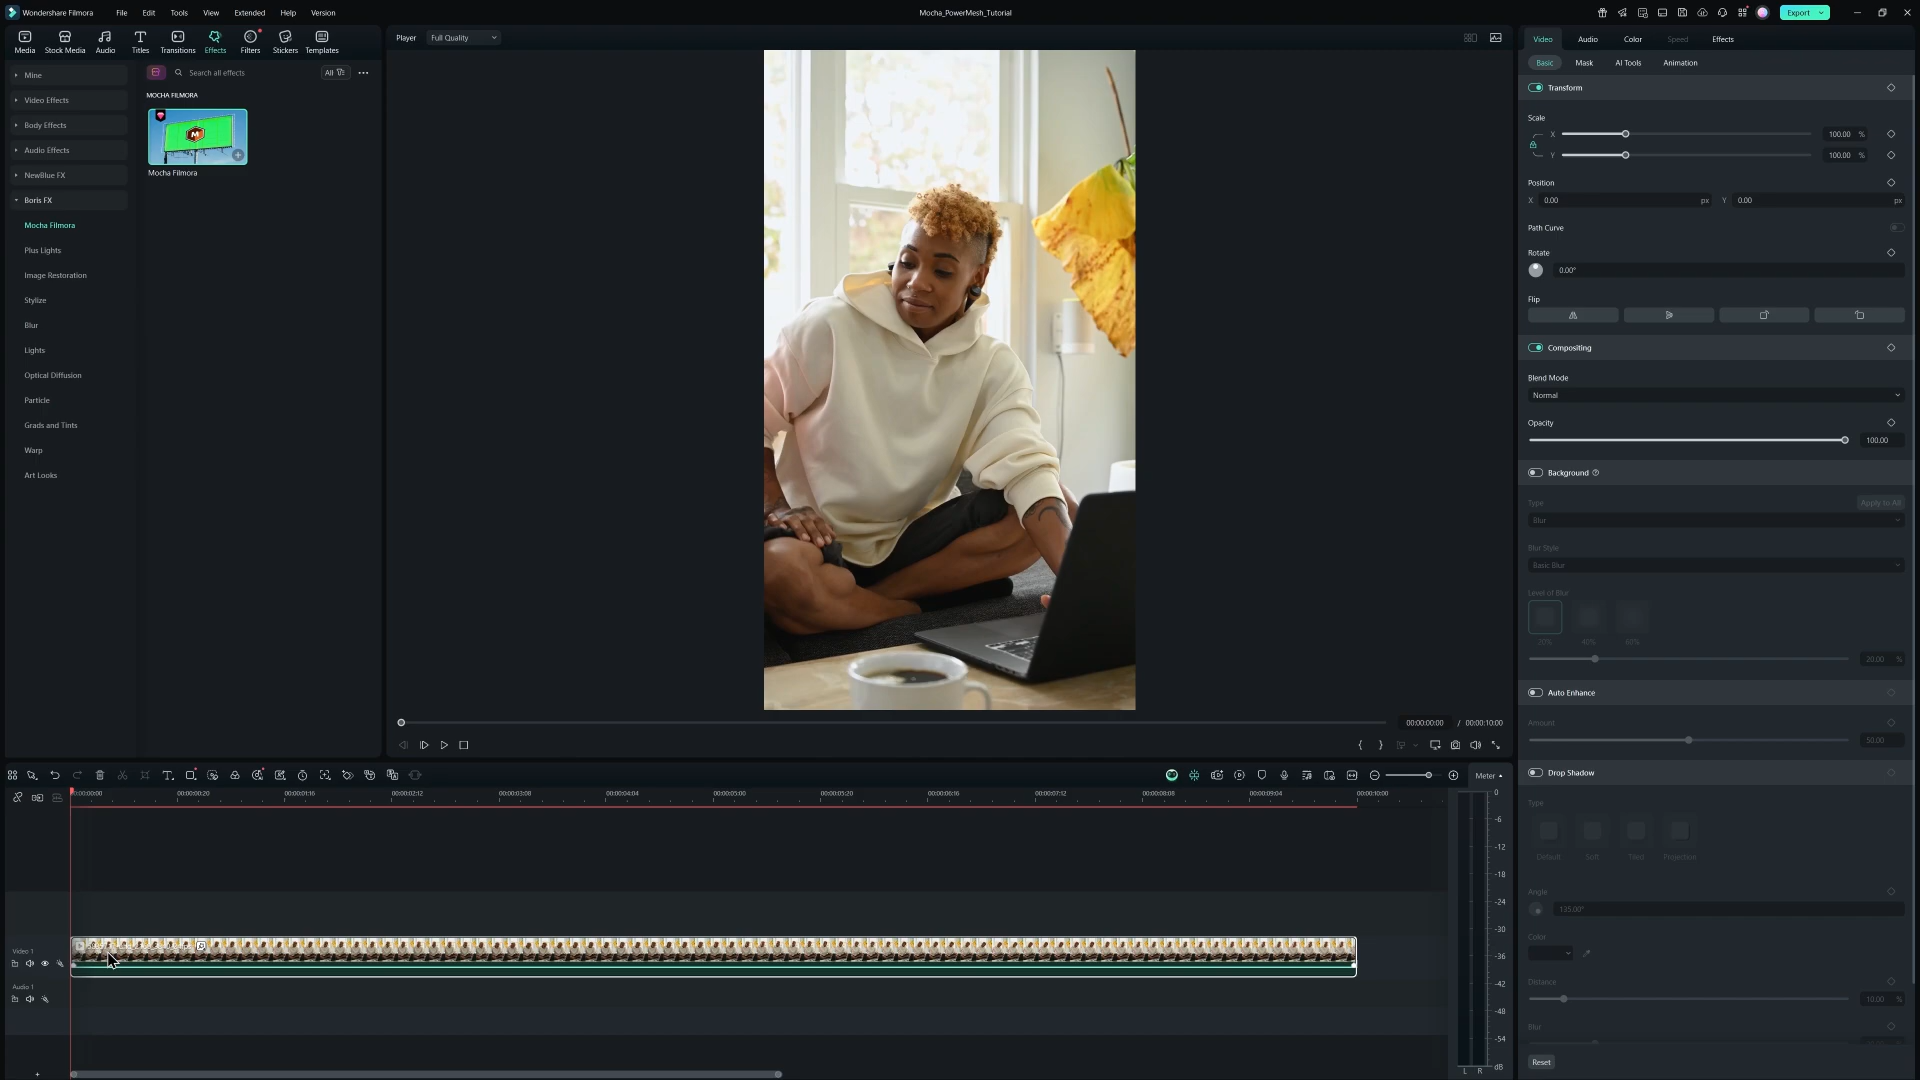 Wondershare Filmora File Edit Tools View Extended Help Version
Mocha_PowerMesh_Tutorial
Export
Media Stock Media Audio Titles Transitions Effects Filters Stickers Templates
Player Full Quality
Video Audio Color Speed Effects
Basic Mask AI Tools Animation
Mine
Video Effects
Body Effects
Audio Effects
NewBlue FX
Boris FX
Mocha Filmora
Plus Lights
Image Restoration
Stylize
Blur
Lights
Optical Diffusion
Particle
Grads and Tints
Warp
Art Looks
Search all effects All
MOCHA FILMORA
M
Mocha Filmora
Transform
Scale
X 100.00 %
Y 100.00 %
Position
X 0.00 px Y 0.00 px
Path Curve
Rotate
0.00°
Flip
Compositing
Blend Mode
Normal
Opacity
100.00
Background
Type Apply to All
Blur
Blur Style
Basic Blur
Level of Blur
20% 40% 60%
20.00 %
Auto Enhance
Amount
50.00
Drop Shadow
Type
Default Soft Tiled Projection
Angle
135.00°
Color
Distance
10.00 %
Blur
Reset
00:00:00:00 / 00:00:10:00
Meter
00:00:00:20 00:00:01:16 00:00:02:12 00:00:03:08 00:00:04:04 00:00:05:00 00:00:05:20 00:00:06:16 00:00:07:12 00:00:08:08 00:00:09:04 00:00:10:00
Video 1
Audio 1
0
-6
-12
-18
-24
-30
-36
-42
-48
-54
dB
L R